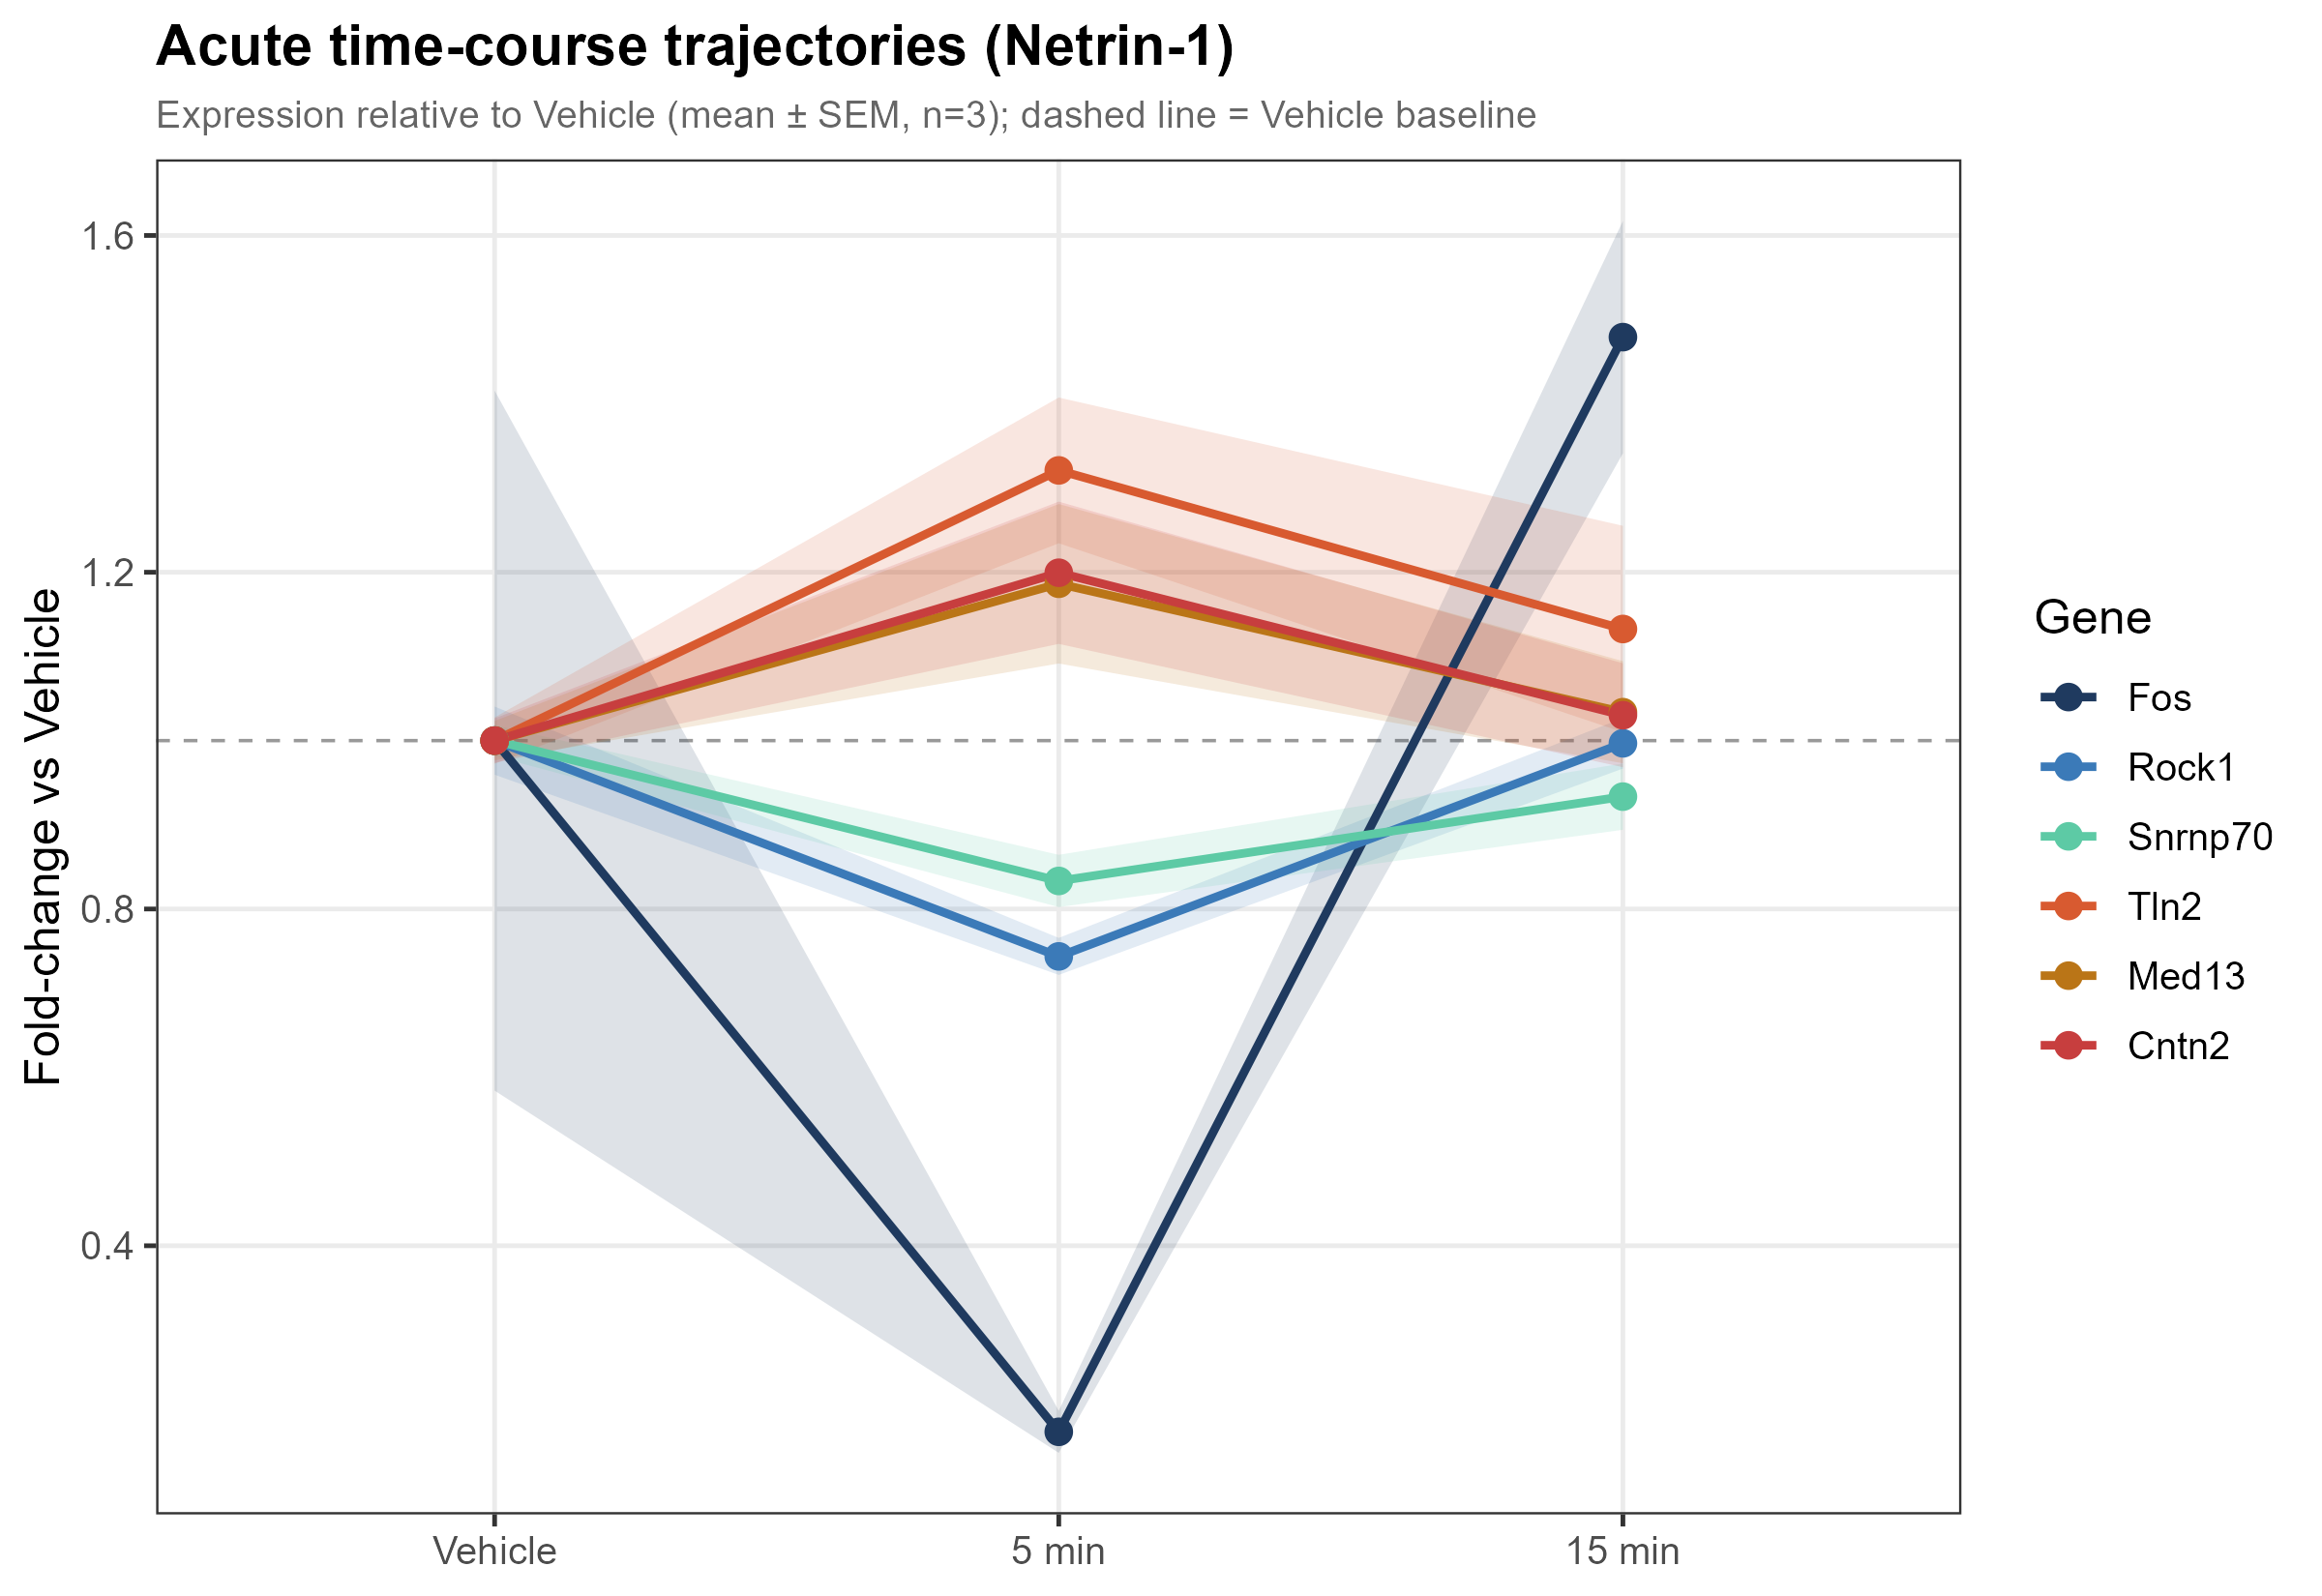 Acute time-course trajectories (Netrin-1)
Expression relative to Vehicle (mean ± SEM, n=3); dashed line = Vehicle baseline
Fold-change vs Vehicle
1.6
1.2
0.8
0.4
Vehicle
5 min
15 min
Gene
Fos
Rock1
Snrnp70
Tln2
Med13
Cntn2